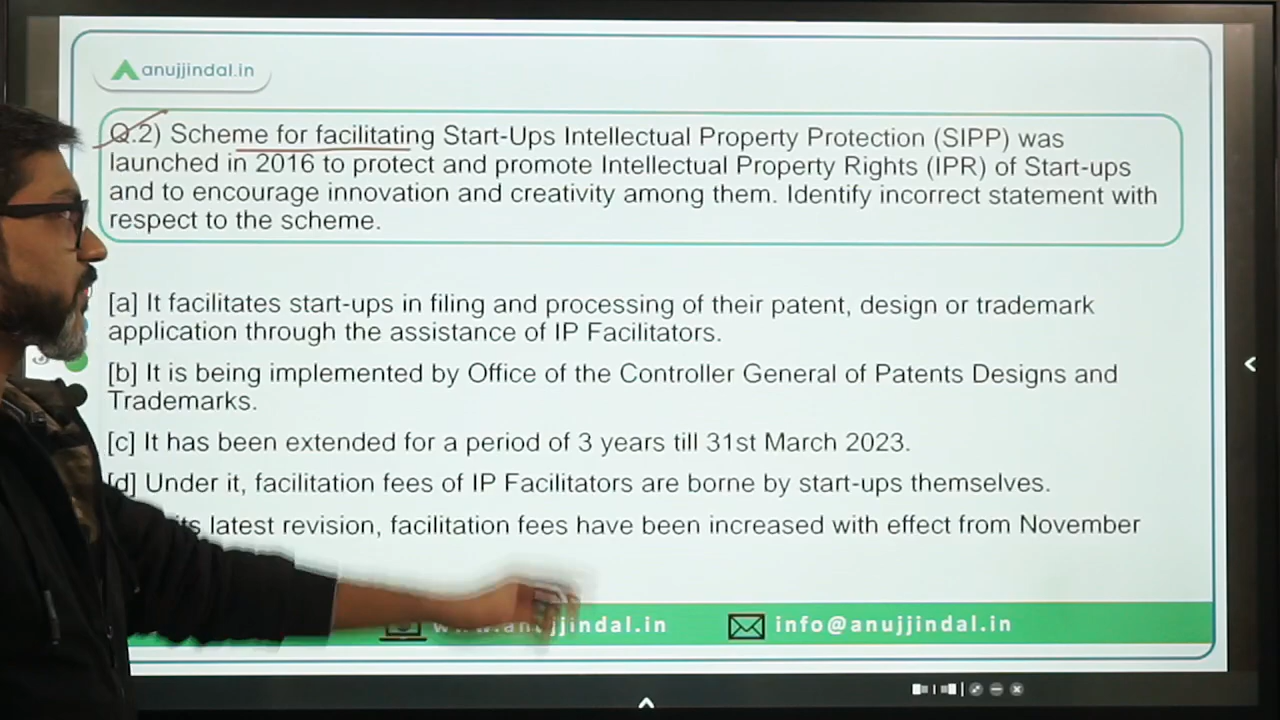 anujjindal.in
Q.2) Scheme for facilitating Start-Ups Intellectual Property Protection (SIPP) was
launched in 2016 to protect and promote Intellectual Property Rights (IPR) of Start-ups
and to encourage innovation and creativity among them. Identify incorrect statement with
respect to the scheme.
[a] It facilitates start-ups in filing and processing of their patent, design or trademark
application through the assistance of IP Facilitators.
[b] It is being implemented by Office of the Controller General of Patents Designs and
Trademarks.
[c] It has been extended for a period of 3 years till 31st March 2023.
[d] Under it, facilitation fees of IP Facilitators are borne by start-ups themselves.
its latest revision, facilitation fees have been increased with effect from November
www.anujjindal.in
info@anujjindal.in